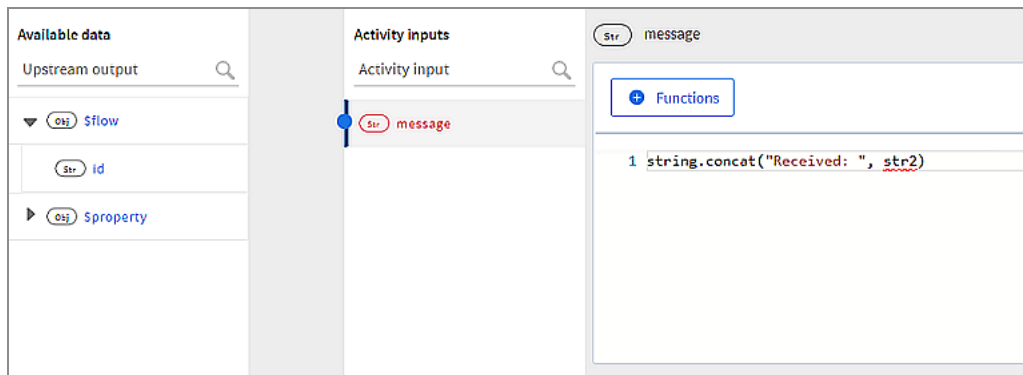 Available data
Upstream output
Obj $flow
Str id
Obj $property
Activity inputs
Activity input
Str message
Str message
Functions
1 string.concat("Received: ", str2)